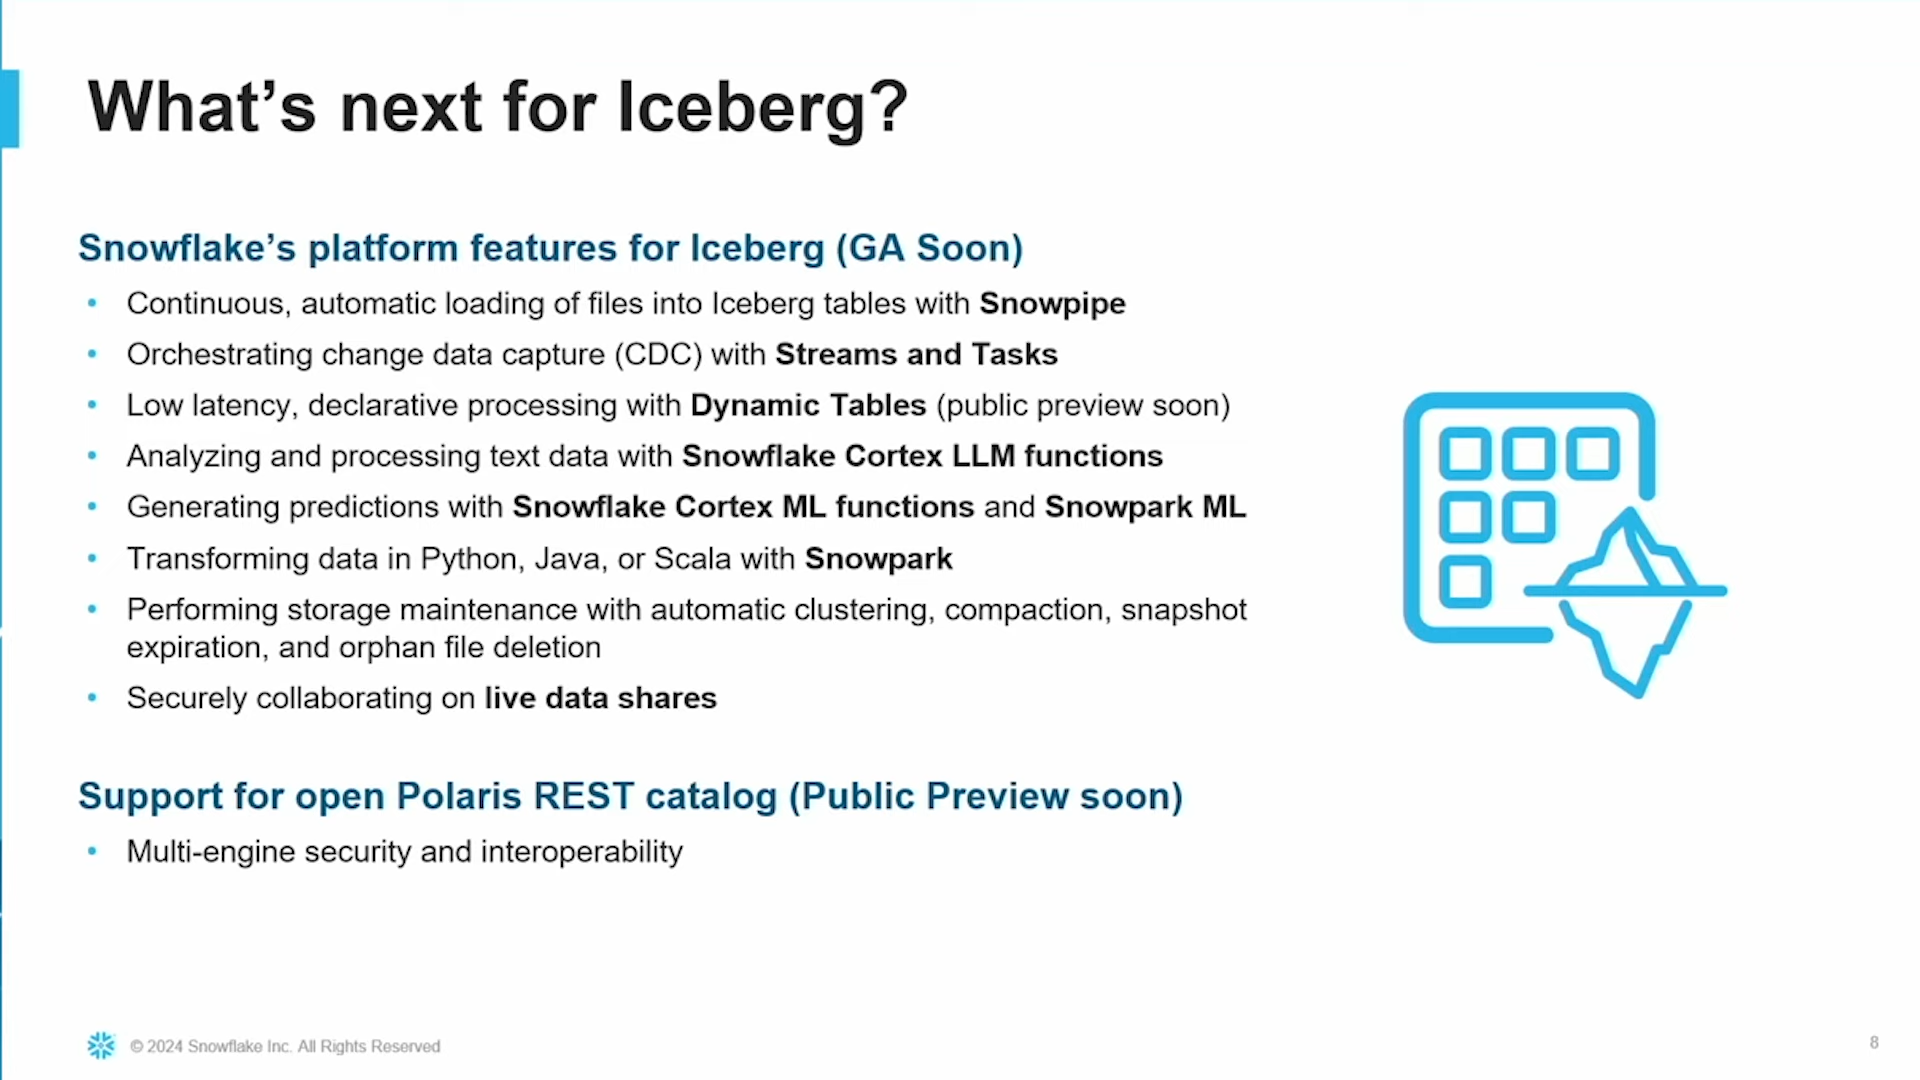 What’s next for Iceberg?
Snowflake’s platform features for Iceberg (GA Soon)
• Continuous, automatic loading of files into Iceberg tables with Snowpipe
• Orchestrating change data capture (CDC) with Streams and Tasks
• Low latency, declarative processing with Dynamic Tables (public preview soon)
• Analyzing and processing text data with Snowflake Cortex LLM functions
• Generating predictions with Snowflake Cortex ML functions and Snowpark ML
• Transforming data in Python, Java, or Scala with Snowpark
• Performing storage maintenance with automatic clustering, compaction, snapshot
expiration, and orphan file deletion
• Securely collaborating on live data shares
Support for open Polaris REST catalog (Public Preview soon)
• Multi-engine security and interoperability
© 2024 Snowflake Inc. All Rights Reserved
8